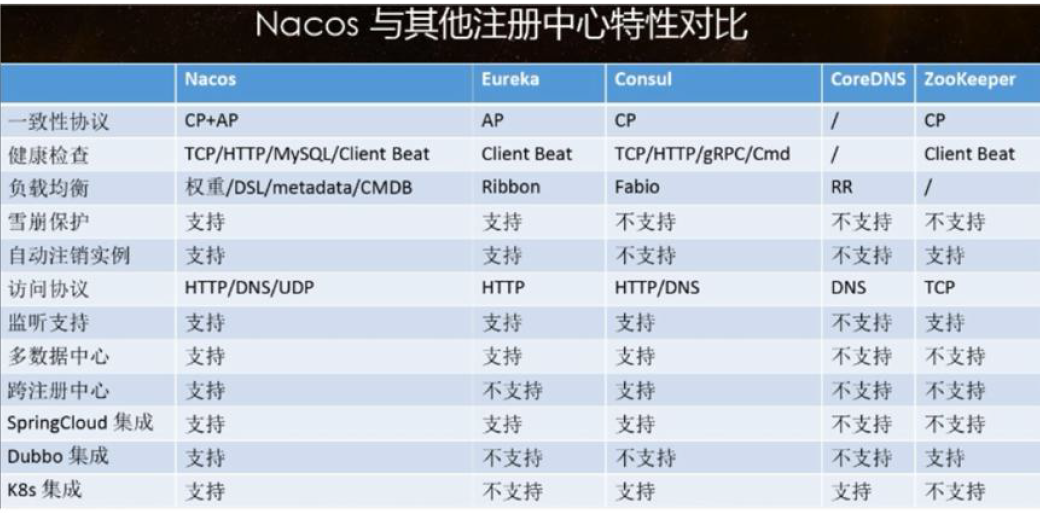 Nacos 与其他注册中心特性对比
Nacos Eureka Consul CoreDNS ZooKeeper
一致性协议 CP+AP AP CP / CP
健康检查 TCP/HTTP/MySQL/Client Beat Client Beat TCP/HTTP/gRPC/Cmd / Client Beat
负载均衡 权重/DSL/metadata/CMDB Ribbon Fabio RR /
雪崩保护 支持 支持 不支持 不支持 不支持
自动注销实例 支持 支持 不支持 不支持 支持
访问协议 HTTP/DNS/UDP HTTP HTTP/DNS DNS TCP
监听支持 支持 支持 支持 不支持 支持
多数据中心 支持 支持 支持 不支持 不支持
跨注册中心 支持 不支持 支持 不支持 不支持
SpringCloud 集成 支持 支持 支持 不支持 不支持
Dubbo 集成 支持 不支持 不支持 不支持 支持
K8s 集成 支持 不支持 支持 支持 不支持